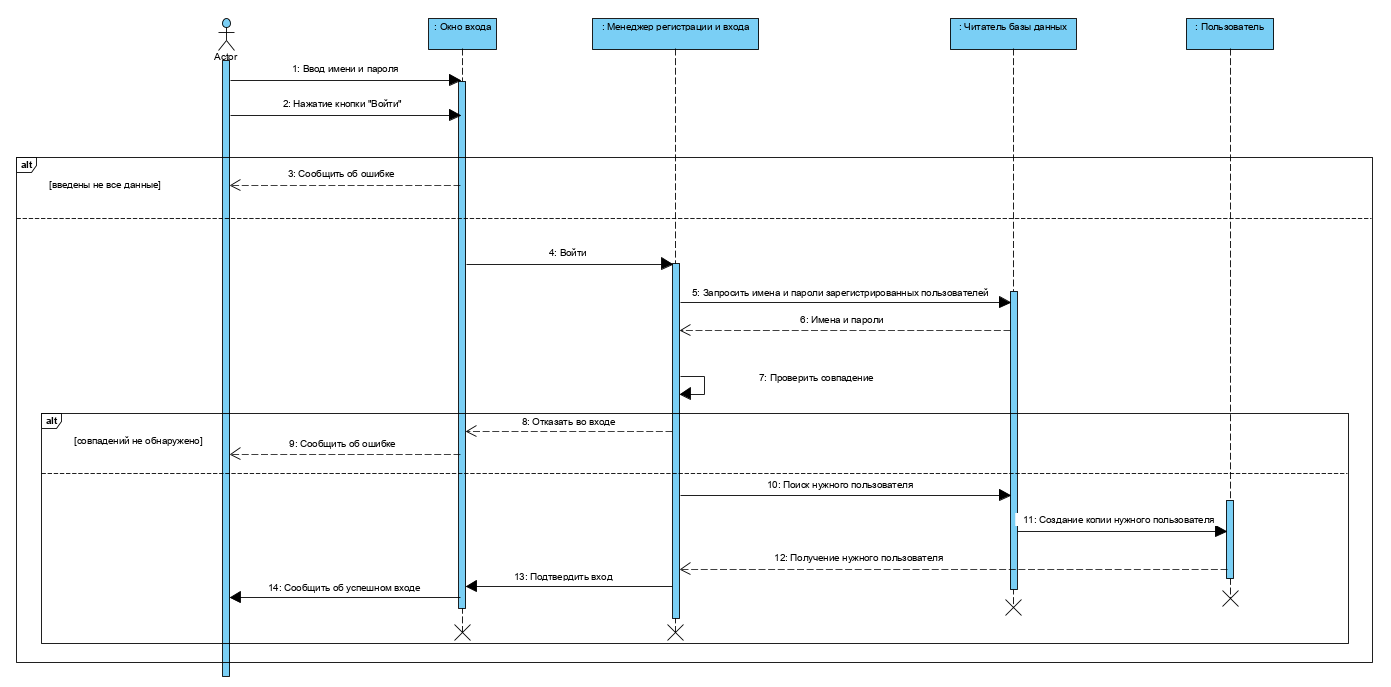 Actor
: Окно входа
: Менеджер регистрации и входа
: Читатель базы данных
: Пользователь
1: Ввод имени и пароля
2: Нажатие кнопки "Войти"
alt
3: Сообщить об ошибке
[введены не все данные]
4: Войти
5: Запросить имена и пароли зарегистрированных пользователей
6: Имена и пароли
7: Проверить совпадение
alt
8: Отказать во входе
[совпадений не обнаружено]
9: Сообщить об ошибке
10: Поиск нужного пользователя
11: Создание копии нужного пользователя
12: Получение нужного пользователя
13: Подтвердить вход
14: Сообщить об успешном входе